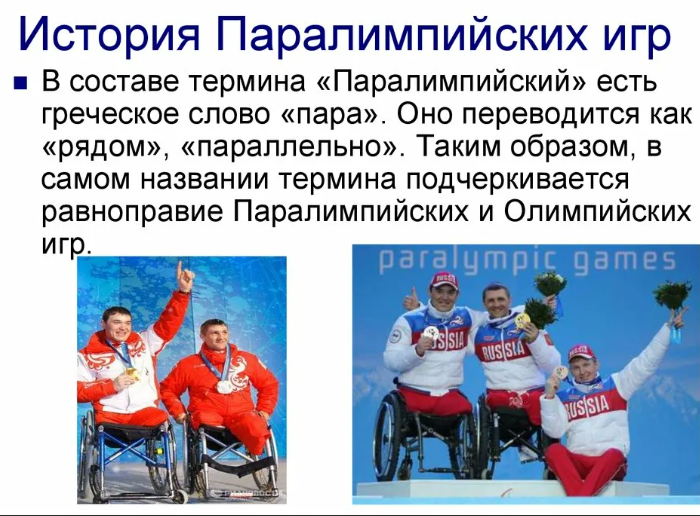 История Паралимпийских игр
В составе термина «Паралимпийский» есть
греческое слово «пара». Оно переводится как
«рядом», «параллельно». Таким образом, в
самом названии термина подчеркивается
равноправие Паралимпийских и Олимпийских
игр.
paralympic games
RUSSIA
RUSSIA
RUSSIA